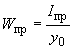 Wпр = Iпр / y0